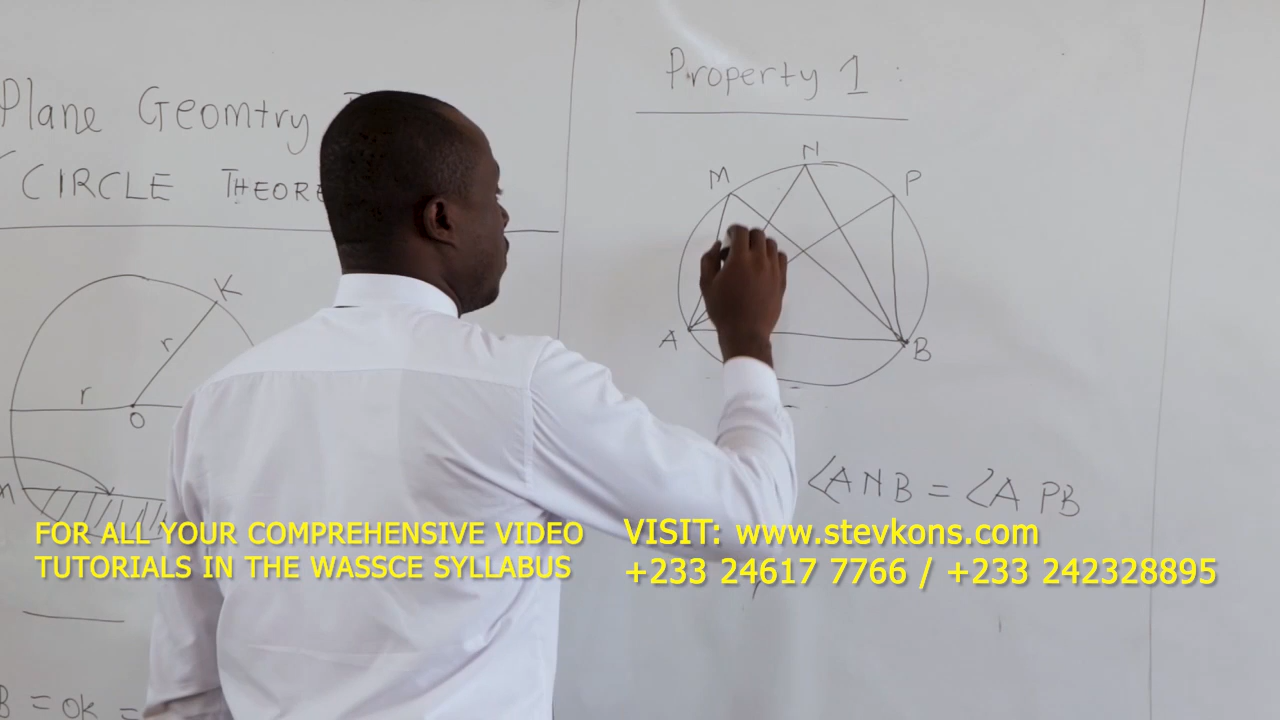 Plane Geomtry
CIRCLE THEORE
K
r
r
O
n
B = OK =
Property 1 :
M
N
P
A
B
∠ANB = ∠APB
FOR ALL YOUR COMPREHENSIVE VIDEO
TUTORIALS IN THE WASSCE SYLLABUS
VISIT: www.stevkons.com
+233 24617 7766 / +233 242328895